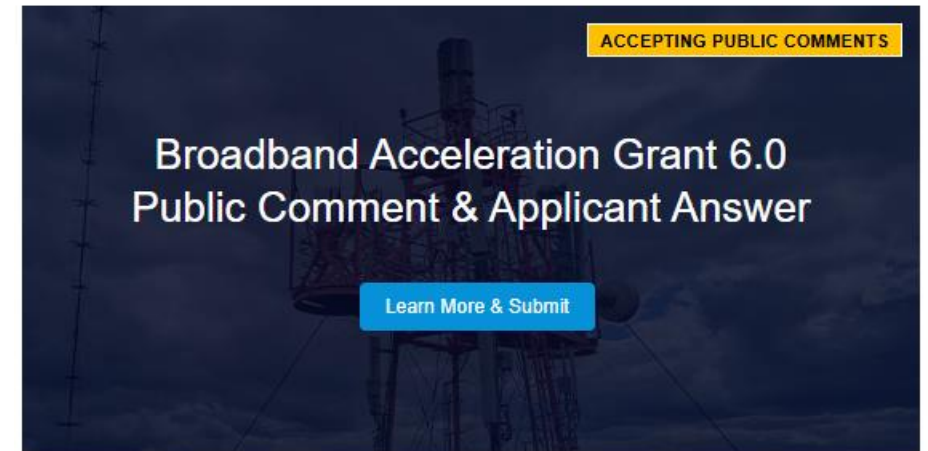 ACCEPTING PUBLIC COMMENTS
Broadband Acceleration Grant 6.0
Public Comment & Applicant Answer
Learn More & Submit